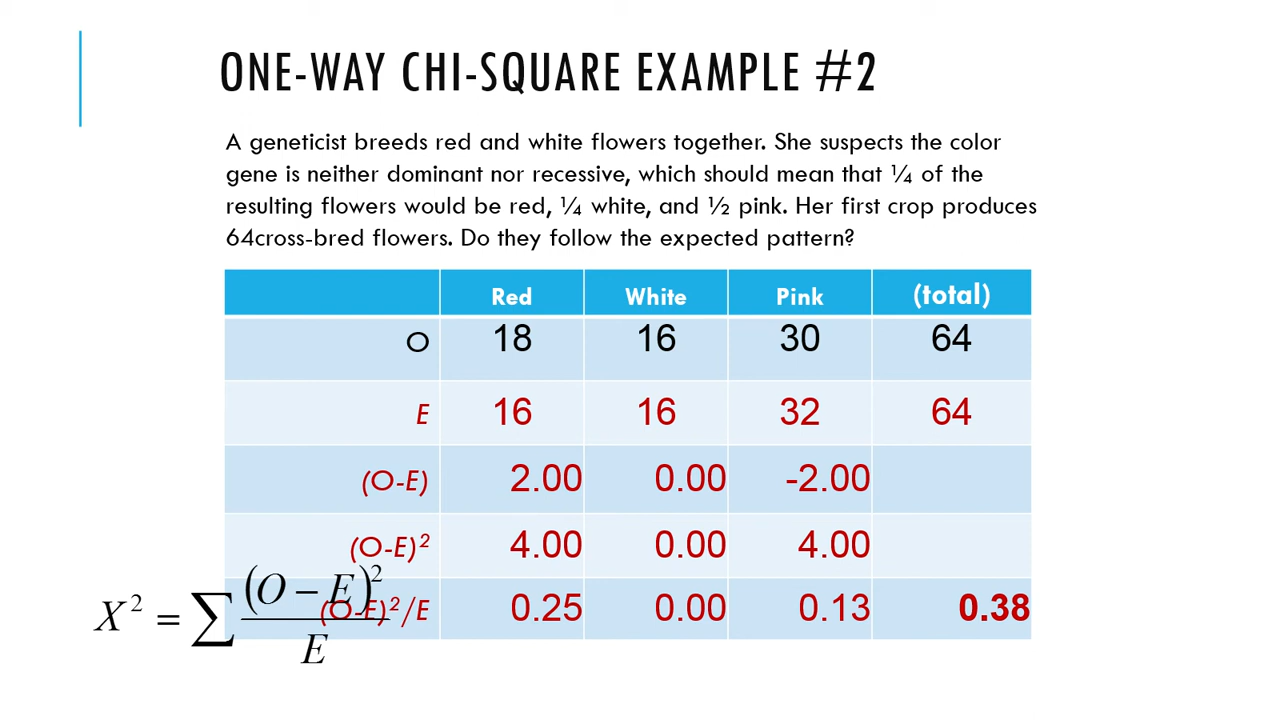 ONE-WAY CHI-SQUARE EXAMPLE #2
A geneticist breeds red and white flowers together. She suspects the color
gene is neither dominant nor recessive, which should mean that ¼ of the
resulting flowers would be red, ¼ white, and ½ pink. Her first crop produces
64cross-bred flowers. Do they follow the expected pattern?
Red White Pink (total)
O 18 16 30 64
E 16 16 32 64
(O-E) 2.00 0.00 -2.00
(O-E)² 4.00 0.00 4.00
(O-E)²/E 0.25 0.00 0.13 0.38
X² = ∑ (O − E)² / E